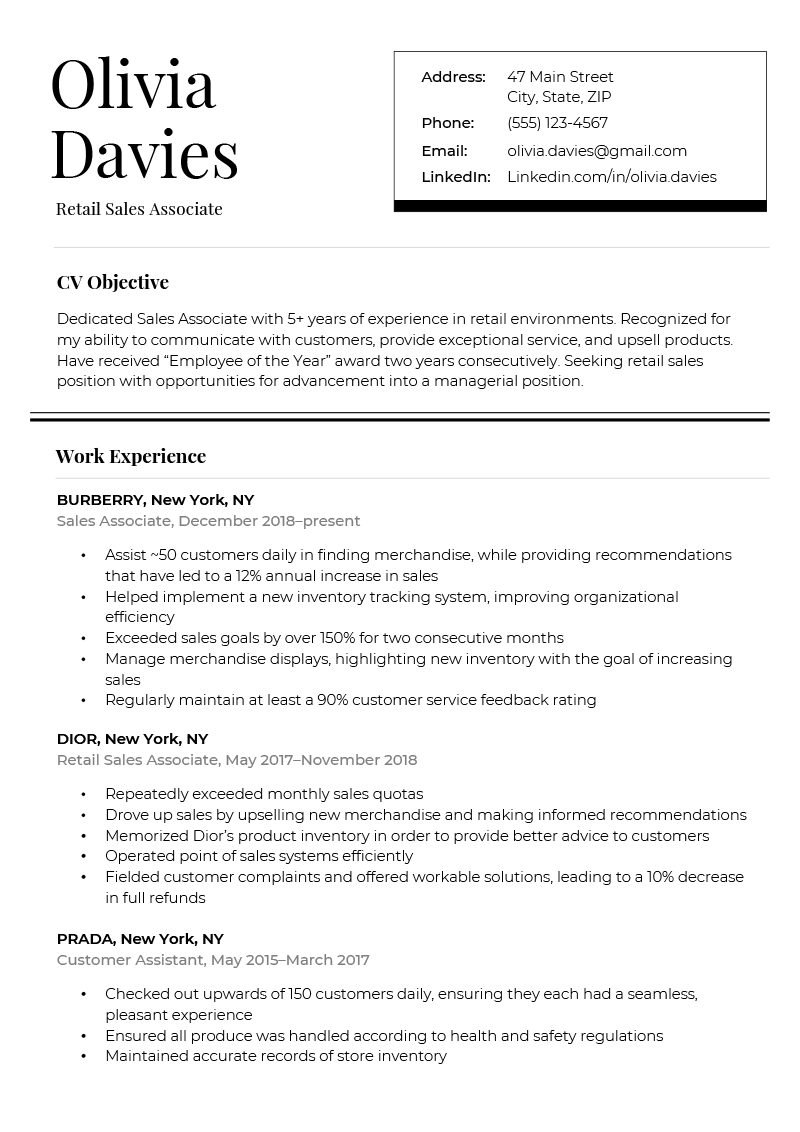 Olivia
Davies
Retail Sales Associate
Address: 47 Main Street
City, State, ZIP
Phone: (555) 123-4567
Email: olivia.davies@gmail.com
LinkedIn: Linkedin.com/in/olivia.davies
CV Objective
Dedicated Sales Associate with 5+ years of experience in retail environments. Recognized for
my ability to communicate with customers, provide exceptional service, and upsell products.
Have received “Employee of the Year” award two years consecutively. Seeking retail sales
position with opportunities for advancement into a managerial position.
Work Experience
BURBERRY, New York, NY
Sales Associate, December 2018–present
• Assist ~50 customers daily in finding merchandise, while providing recommendations
that have led to a 12% annual increase in sales
• Helped implement a new inventory tracking system, improving organizational
efficiency
• Exceeded sales goals by over 150% for two consecutive months
• Manage merchandise displays, highlighting new inventory with the goal of increasing
sales
• Regularly maintain at least a 90% customer service feedback rating
DIOR, New York, NY
Retail Sales Associate, May 2017–November 2018
• Repeatedly exceeded monthly sales quotas
• Drove up sales by upselling new merchandise and making informed recommendations
• Memorized Dior’s product inventory in order to provide better advice to customers
• Operated point of sales systems efficiently
• Fielded customer complaints and offered workable solutions, leading to a 10% decrease
in full refunds
PRADA, New York, NY
Customer Assistant, May 2015–March 2017
• Checked out upwards of 150 customers daily, ensuring they each had a seamless,
pleasant experience
• Ensured all produce was handled according to health and safety regulations
• Maintained accurate records of store inventory